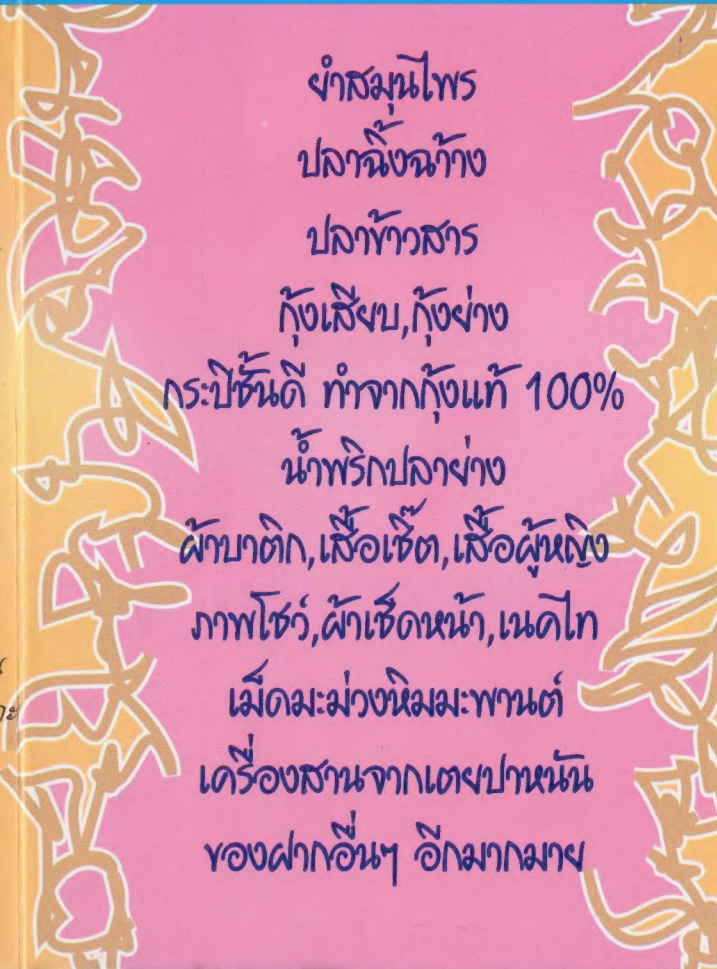 ยำสมุนไพร
ปลาฉิ้งฉ้าง
ปลาข้าวสาร
กุ้งเสียบ,กุ้งย่าง
กระปิชั้นดี ทำจากกุ้งแท้ 100%
น้ำพริกปลาย่าง
ผ้าบาติก,เสื้อเชิ๊ต,เสื้อผู้หญิง
ภาพโชว์,ผ้าเช็ดหน้า,เนคไท
เม็ดมะม่วงหิมมะพานต์
เครื่องสานจากเตยปาหนัน
ของฝากอื่นๆ อีกมากมาย